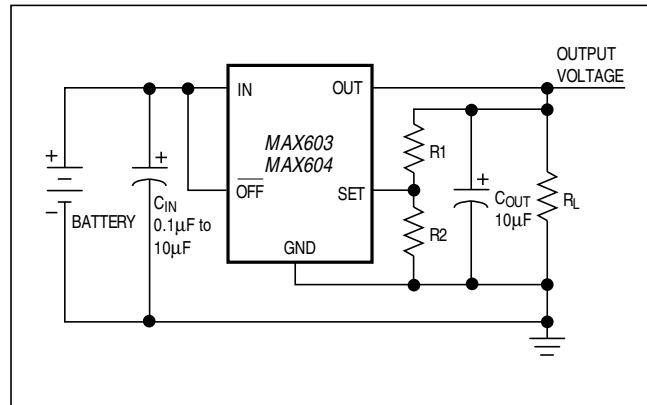 OUTPUT
VOLTAGE
IN
OUT
MAX603
MAX604
R1
+
+
+
OFF
SET
C_IN
0.1µF to
10µF
BATTERY
–
R2
C_OUT
10µF
R_L
GND